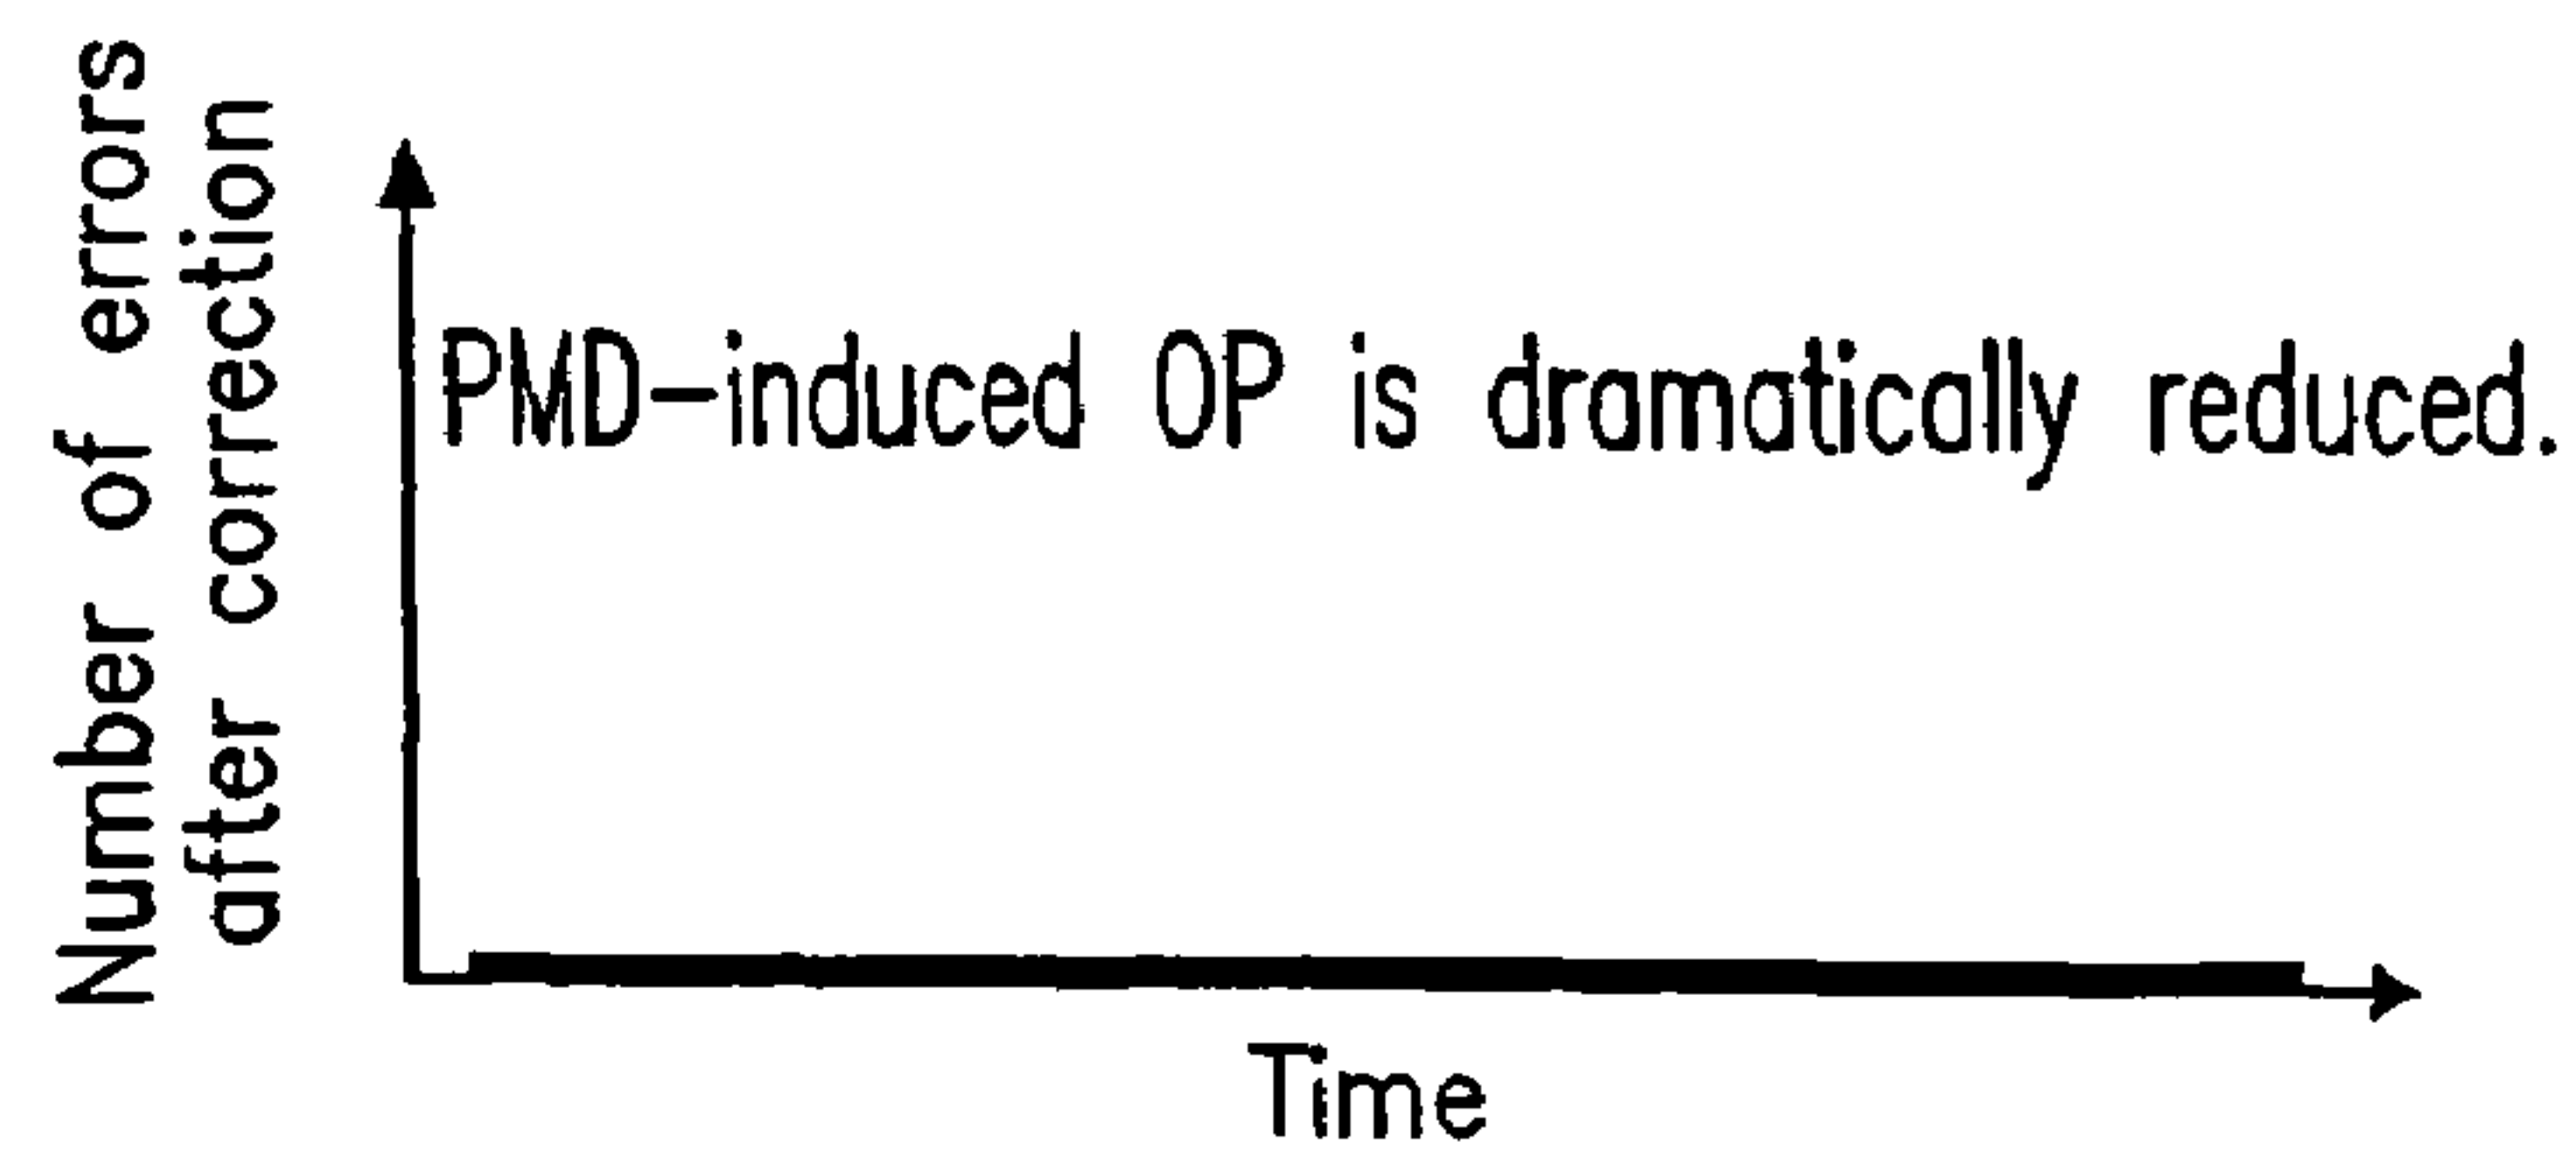 Number of errors
after correction
PMD-induced OP is dramatically reduced.
Time